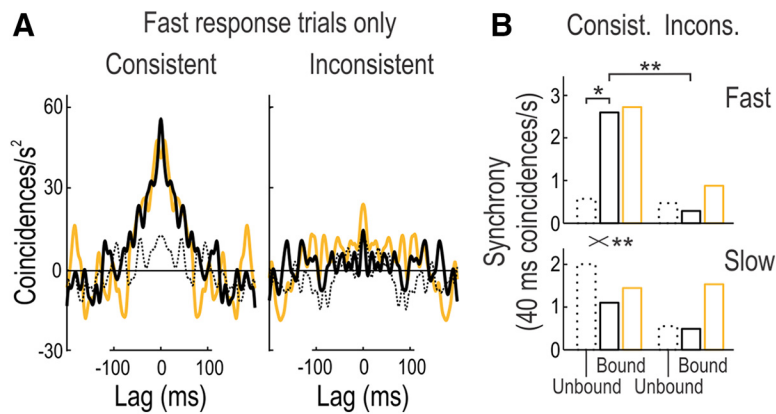 A
Fast response trials only
Consistent
Inconsistent
60
30
0
-30
Coincidences/s²
-100 0 100
-100 0 100
Lag (ms)
Lag (ms)
B
Consist. Incons.
**
*
Fast
3
2
1
0
Synchrony
(40 ms coincidences/s)
**
Slow
2
1
0
Bound Bound
Unbound Unbound